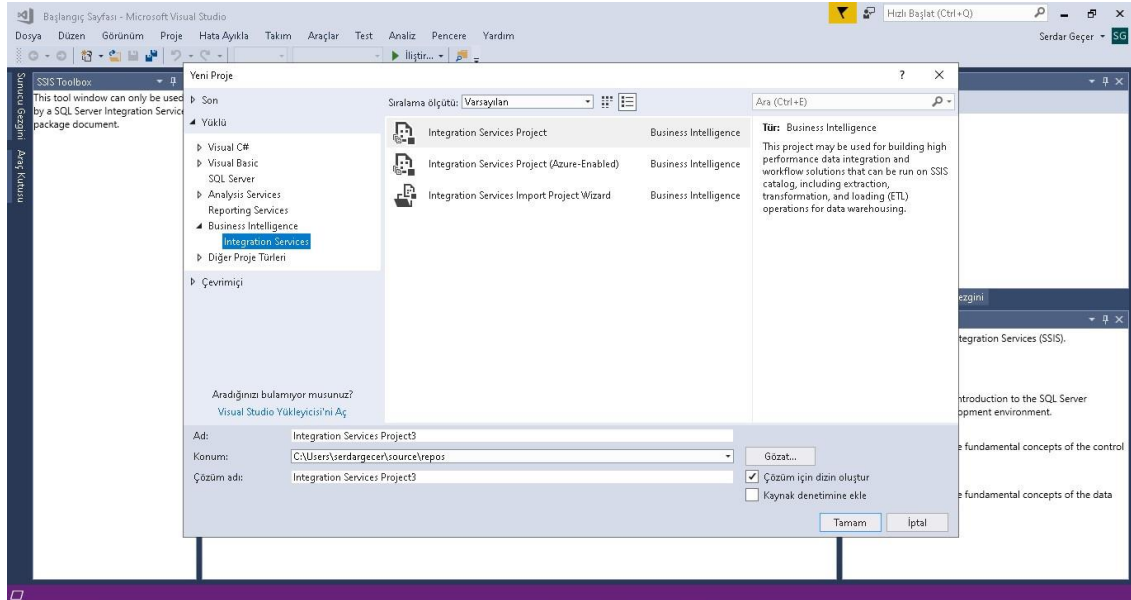 Başlangıç Sayfası - Microsoft Visual Studio
Hızlı Başlat (Ctrl+Q)
Dosya Düzen Görünüm Proje Hata Ayıkla Takım Araçlar Test Analiz Pencere Yardım
Serdar Geçer SG
İliştir...
Sunucu Gezgini
Araç Kutusu
SSIS Toolbox
This tool window can only be used
by a SQL Server Integration Service
package document.
Yeni Proje
Son
Yüklü
Visual C#
Visual Basic
SQL Server
Analysis Services
Reporting Services
Business Intelligence
Integration Services
Diğer Proje Türleri
Çevrimiçi
Aradığınızı bulamıyor musunuz?
Visual Studio Yükleyicisi'ni Aç
Sıralama ölçütü: Varsayılan
Integration Services Project Business Intelligence
Integration Services Project (Azure-Enabled) Business Intelligence
Integration Services Import Project Wizard Business Intelligence
Ara (Ctrl+E)
Tür: Business Intelligence
This project may be used for building high
performance data integration and
workflow solutions that can be run on SSIS
catalog, including extraction,
transformation, and loading (ETL)
operations for data warehousing.
Ad: Integration Services Project3
Konum: C:\Users\serdargecer\source\repos
Gözat...
Çözüm adı: Integration Services Project3
Çözüm için dizin oluştur
Kaynak denetimine ekle
Tamam İptal
ezgini
tegration Services (SSIS).
ntroduction to the SQL Server
opment environment.
e fundamental concepts of the control
e fundamental concepts of the data